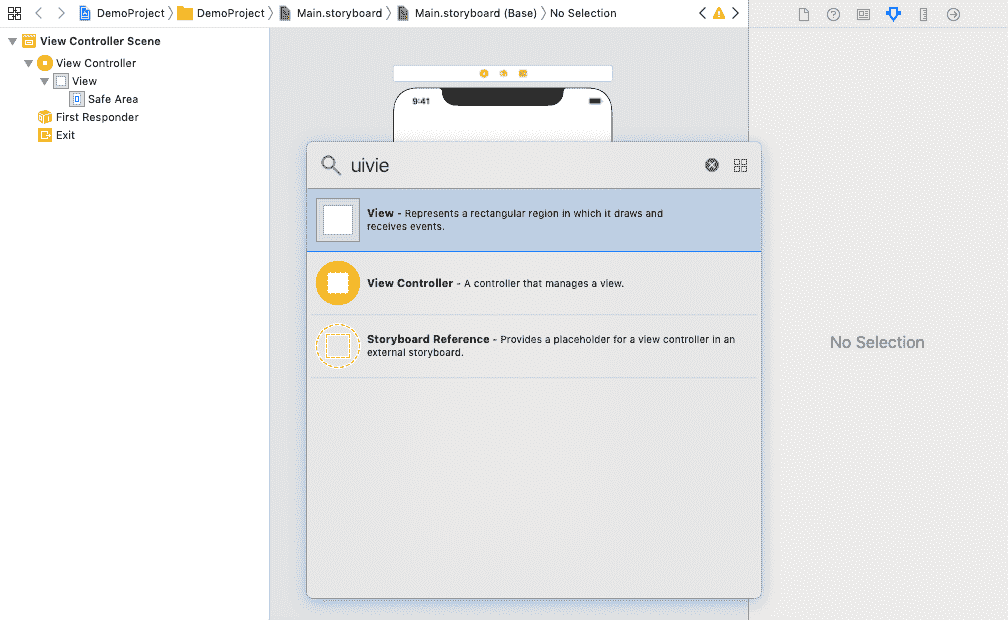 DemoProject DemoProject Main.storyboard Main.storyboard (Base) No Selection
View Controller Scene
View Controller
View
Safe Area
First Responder
Exit
9:41
uivie
View - Represents a rectangular region in which it draws and
receives events.
View Controller - A controller that manages a view.
Storyboard Reference - Provides a placeholder for a view controller in an
external storyboard.
No Selection